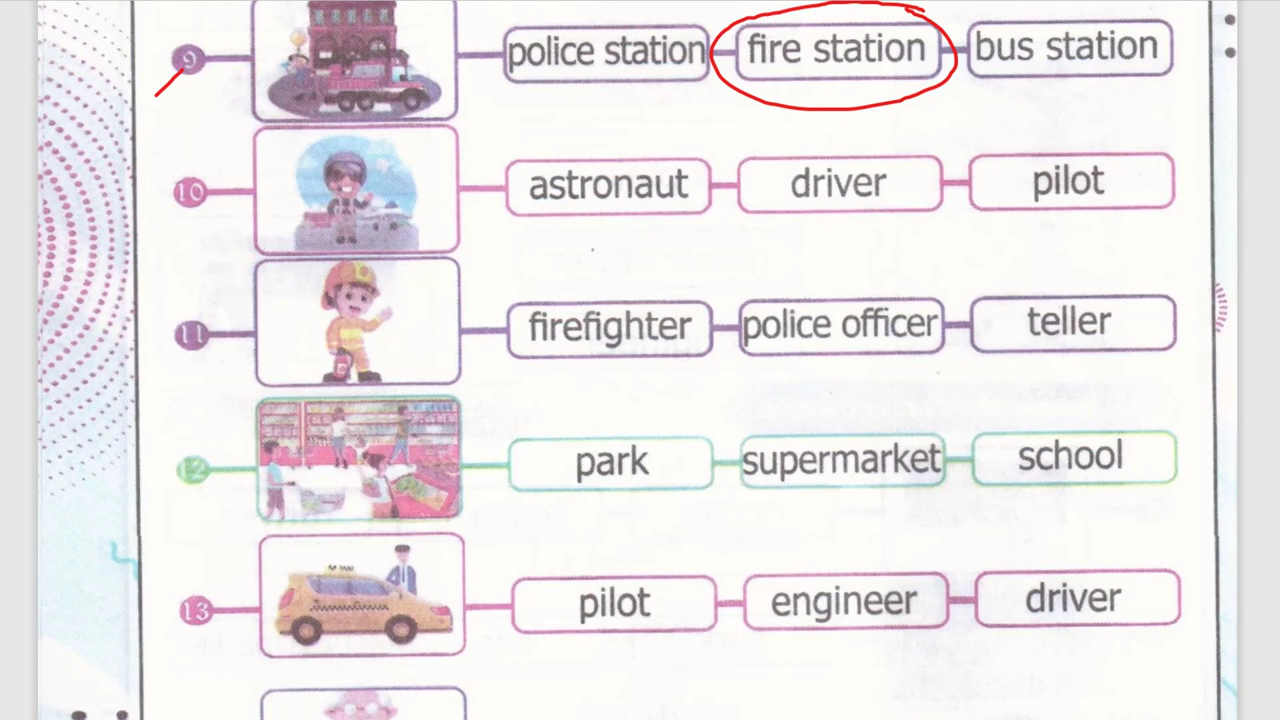 9 police station fire station bus station
10 astronaut driver pilot
11 firefighter police officer teller
12 park supermarket school
13 pilot engineer driver